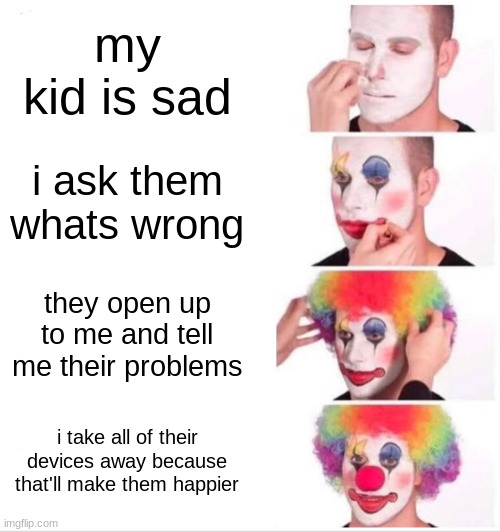 my
kid is sad
i ask them
whats wrong
they open up
to me and tell
me their problems
i take all of their
devices away because
that'll make them happier
imgflip.com